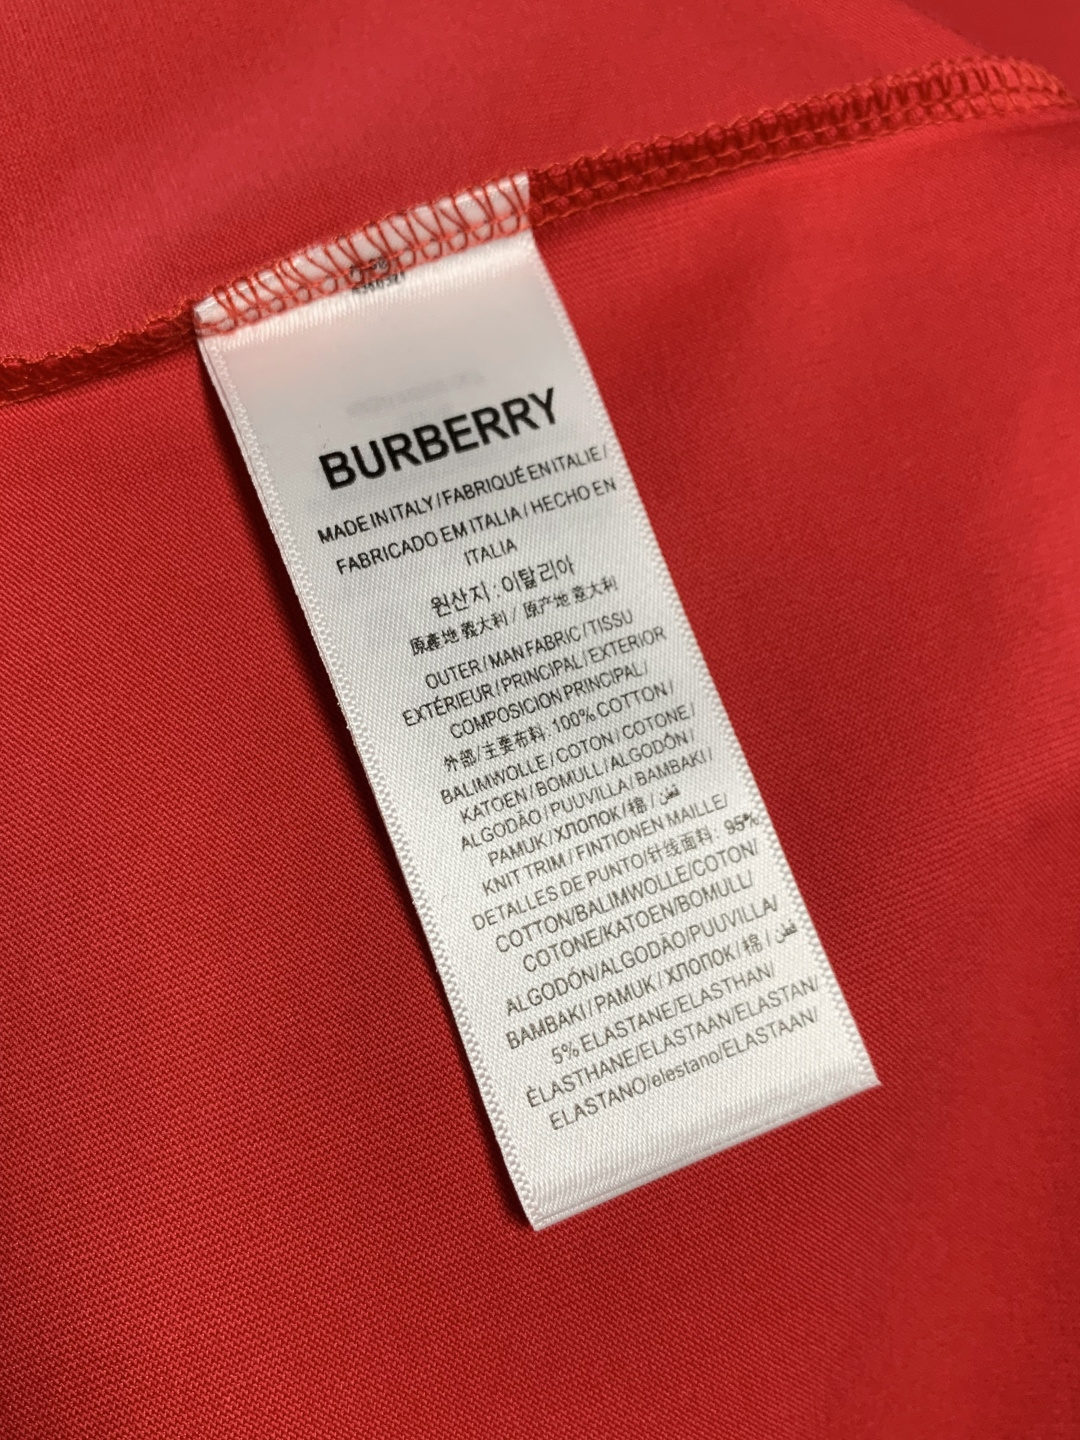 BURBERRY
MADE IN ITALY / FABRIQUÉ EN ITALIE /
FABRICADO EM ITALIA / HECHO EN
ITALIA
원산지 : 이탈리아
原產地 義大利 / 原产地 意大利
OUTER / MAN FABRIC / TISSU
EXTÉRIEUR / PRINCIPAL / EXTERIOR
COMPOSICION PRINCIPAL /
外部/主要布料: 100% COTTON /
BALIMWOLLE / COTON / COTONE /
KATOEN / BOMULL / ALGODÓN /
ALGODÃO / PUUVILLA / BAMBAKI /
PAMUK / ХЛОПОК / 棉 /
KNIT TRIM / FINTIONEN MAILLE /
DETALLES DE PUNTO/针线面料: 95%
COTTON/BALIMWOLLE/COTON/
COTONE/KATOEN/BOMULL/
ALGODÓN/ALGODÃO/PUUVILLA/
BAMBAKI / PAMUK / ХЛОПОК / 棉 /
5% ELASTANE/ELASTHAN/
ÈLASTHANE/ELASTAAN/ELASTAN/
ELASTANO/elestano/ELASTAAN/